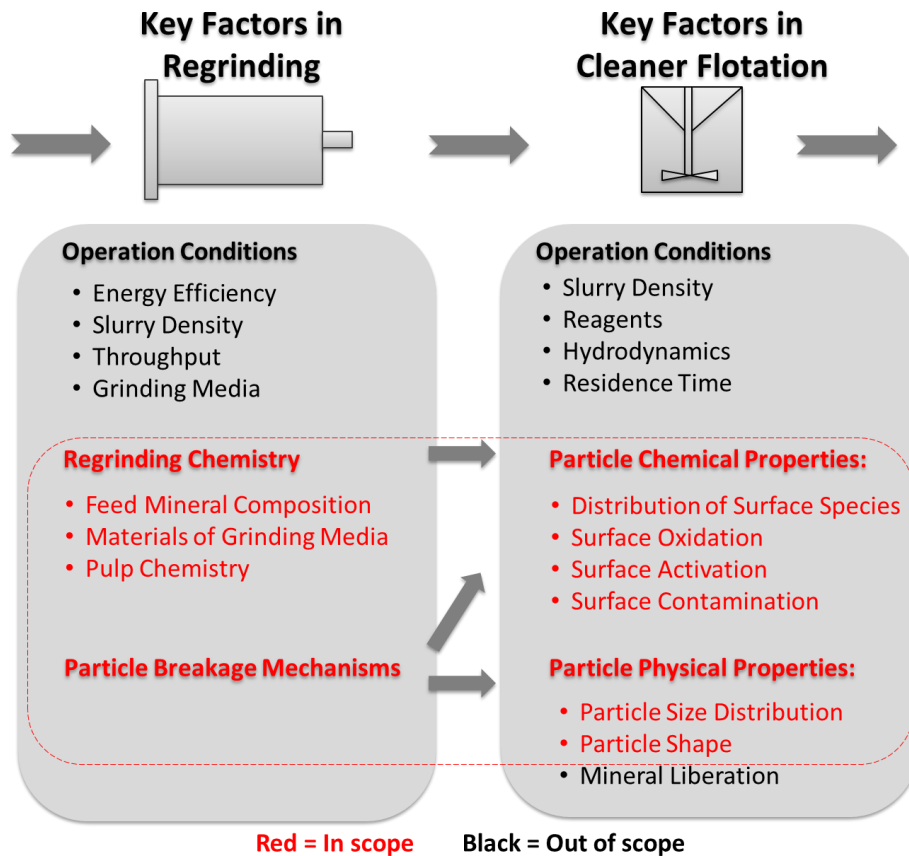 Key Factors in
Regrinding
Key Factors in
Cleaner Flotation
Operation Conditions
• Energy Efficiency
• Slurry Density
• Throughput
• Grinding Media
Regrinding Chemistry
• Feed Mineral Composition
• Materials of Grinding Media
• Pulp Chemistry
Particle Breakage Mechanisms
Operation Conditions
• Slurry Density
• Reagents
• Hydrodynamics
• Residence Time
Particle Chemical Properties:
• Distribution of Surface Species
• Surface Oxidation
• Surface Activation
• Surface Contamination
Particle Physical Properties:
• Particle Size Distribution
• Particle Shape
• Mineral Liberation
Red = In scope
Black = Out of scope